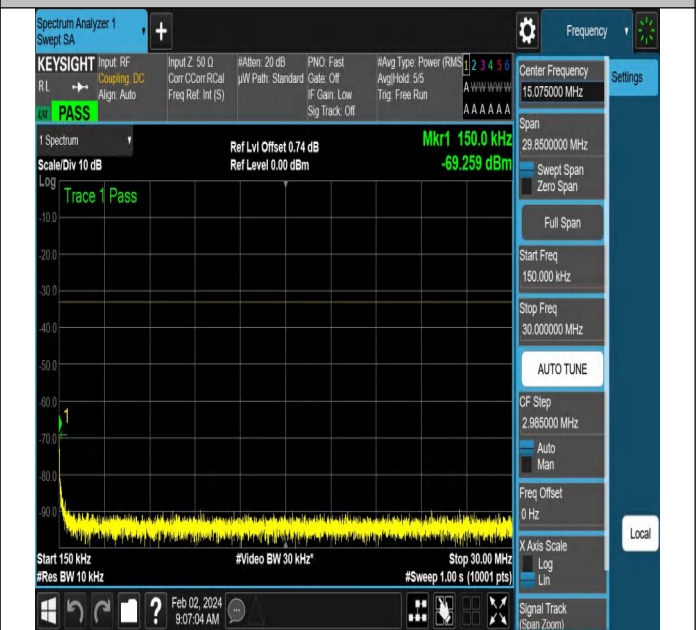 Spectrum Analyzer 1
Swept SA
+
Frequency
KEYSIGHT
Input: RF
Coupling: DC
Align: Auto
Input Z: 50 Ω
Corr CCorr RCal
Freq Ref: Int (S)
#Atten: 20 dB
µW Path: Standard
PNO: Fast
Gate: Off
IF Gain: Low
Sig Track: Off
#Avg Type: Power (RMS
Avg|Hold: 5/5
Trig: Free Run
1 2 3 4 5 6
A W W W W W
A A A A A A
RL
PASS
1 Spectrum
Scale/Div 10 dB
Ref Lvl Offset 0.74 dB
Ref Level 0.00 dBm
Mkr1 150.0 kHz
-69.259 dBm
Log
Trace 1 Pass
-10.0
-20.0
-30.0
-40.0
-50.0
-60.0
-70.0
-80.0
-90.0
1
Start 150 kHz
#Res BW 10 kHz
#Video BW 30 kHz*
Stop 30.00 MHz
#Sweep 1.00 s (10001 pts)
Center Frequency
15.075000 MHz
Settings
Span
29.8500000 MHz
Swept Span
Zero Span
Full Span
Start Freq
150.000 kHz
Stop Freq
30.000000 MHz
AUTO TUNE
CF Step
2.985000 MHz
Auto
Man
Freq Offset
0 Hz
X Axis Scale
Log
Lin
Local
Signal Track
(Span Zoom)
?
Feb 02, 2024
9:07:04 AM